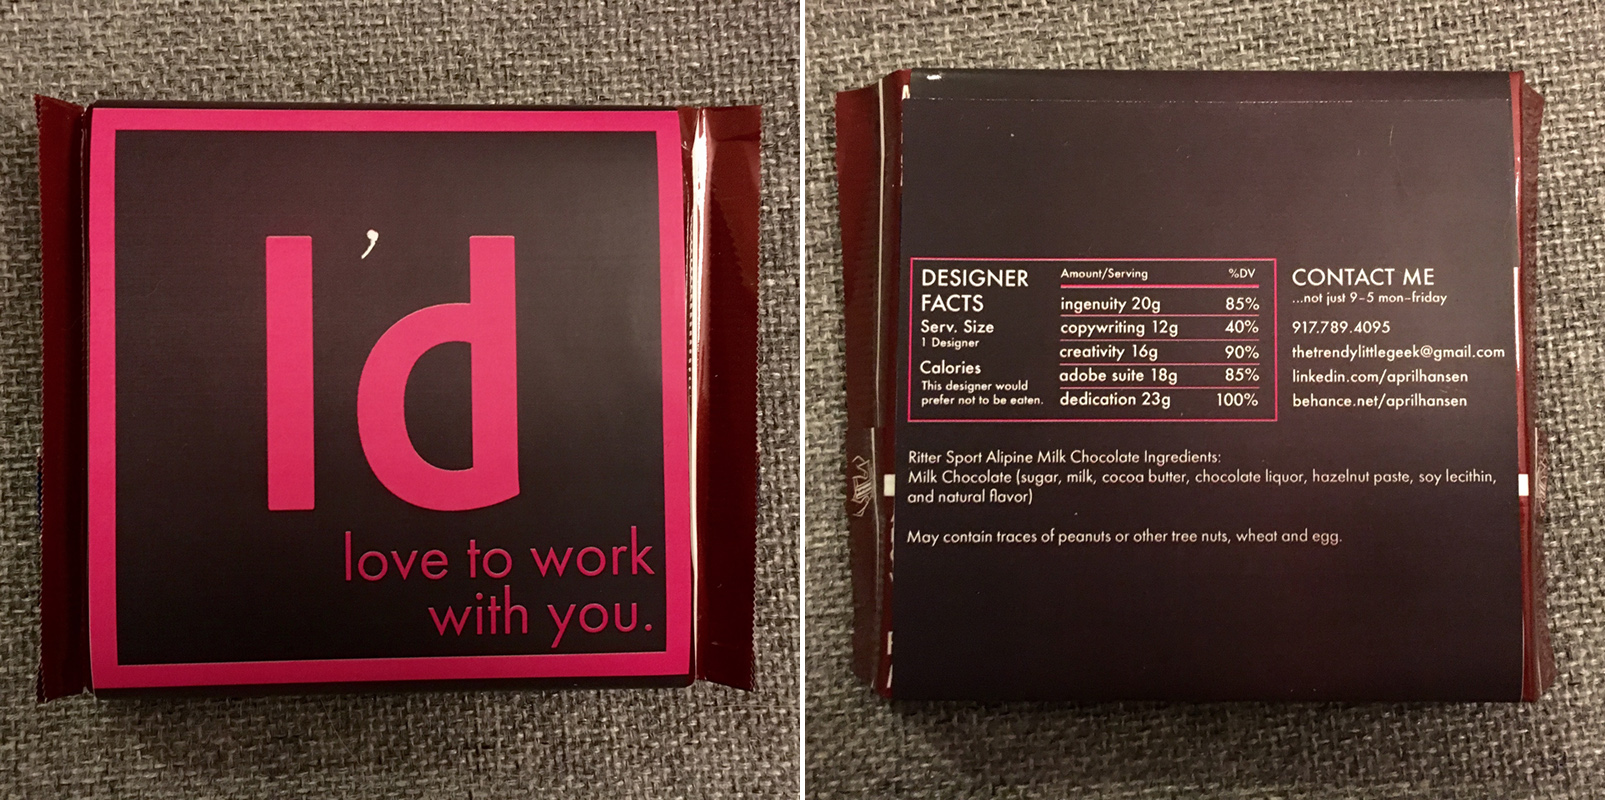 I’d
love to work
with you.
DESIGNER
FACTS
Serv. Size
1 Designer
Calories
This designer would
prefer not to be eaten.
Amount/Serving %DV
ingenuity 20g 85%
copywriting 12g 40%
creativity 16g 90%
adobe suite 18g 85%
dedication 23g 100%
CONTACT ME
...not just 9–5 mon–friday
917.789.4095
thetrendylittlegeek@gmail.com
linkedin.com/aprilhansen
behance.net/aprilhansen
Ritter Sport Alipine Milk Chocolate Ingredients:
Milk Chocolate (sugar, milk, cocoa butter, chocolate liquor, hazelnut paste, soy lecithin,
and natural flavor)
May contain traces of peanuts or other tree nuts, wheat and egg.